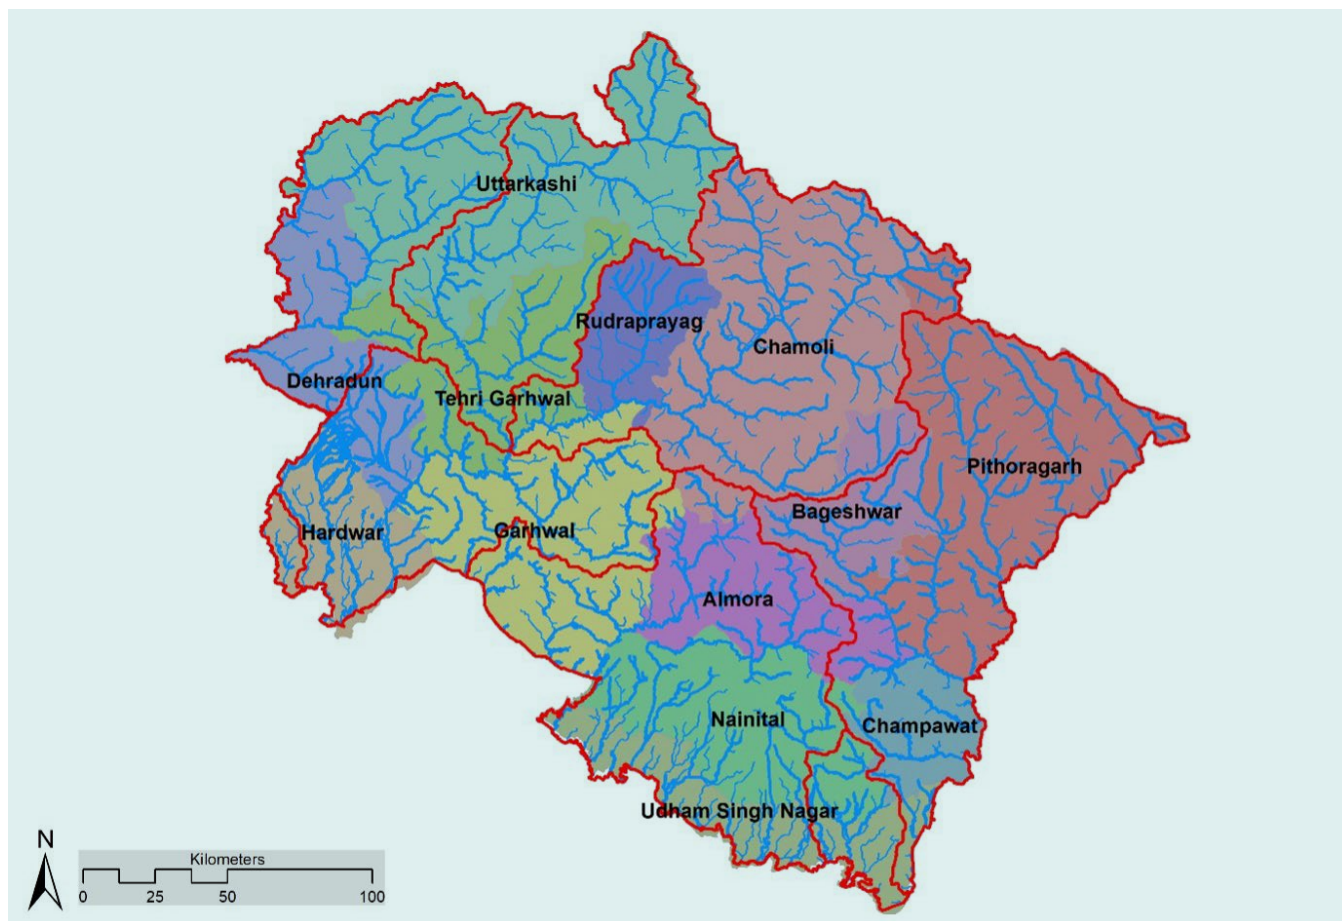 Uttarkashi
Rudraprayag
Chamoli
Dehradun
Tehri Garhwal
Pithoragarh
Bageshwar
Hardwar
Garhwal
Almora
Nainital
Champawat
Udham Singh Nagar
N
Kilometers
0 25 50 100